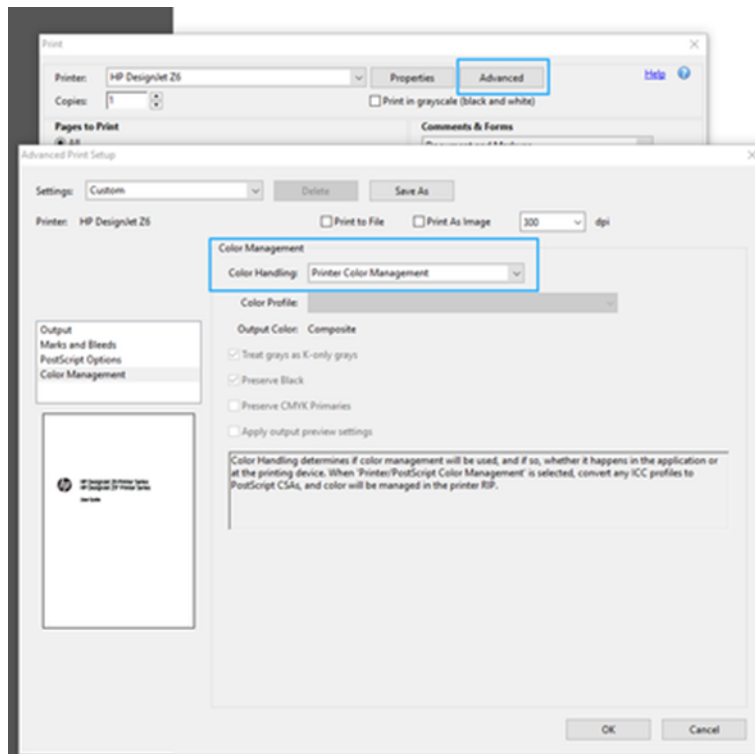 Print
Printer: HP DesignJet Z6 Properties Advanced Help
Copies: 1 Print in grayscale (black and white)
Pages to Print Comments & Forms
All Document and Markups
Advanced Print Setup
Settings: Custom Delete Save As
Printer: HP DesignJet Z6 Print to File Print As Image 300 dpi
Color Management
Color Handling: Printer Color Management
Color Profile:
Output Color: Composite
Output
Marks and Bleeds
PostScript Options
Color Management
Treat grays as K-only grays
Preserve Black
Preserve CMYK Primaries
Apply output preview settings
Color Handling determines if color management will be used, and if so, whether it happens in the application or
at the printing device. When 'Printer/PostScript Color Management' is selected, convert any ICC profiles to
PostScript CSAs, and color will be managed in the printer RIP.
hp
OK Cancel